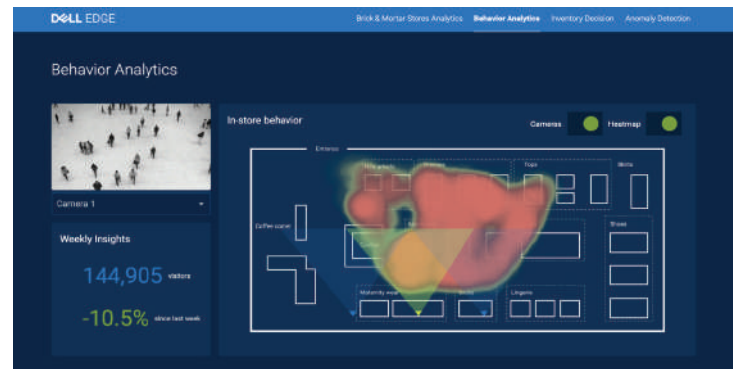 DELL EDGE
Brick & Mortar Stores Analytics Behavior Analytics Inventory Decision Anomaly Detection
Behavior Analytics
In-store behavior
Cameras Heatmap
Entrance
Tops
Coffee corner
Shoes
Camera 1
Weekly Insights
144,905 visitors
-10.5% since last week
Maternity wear
Lingerie